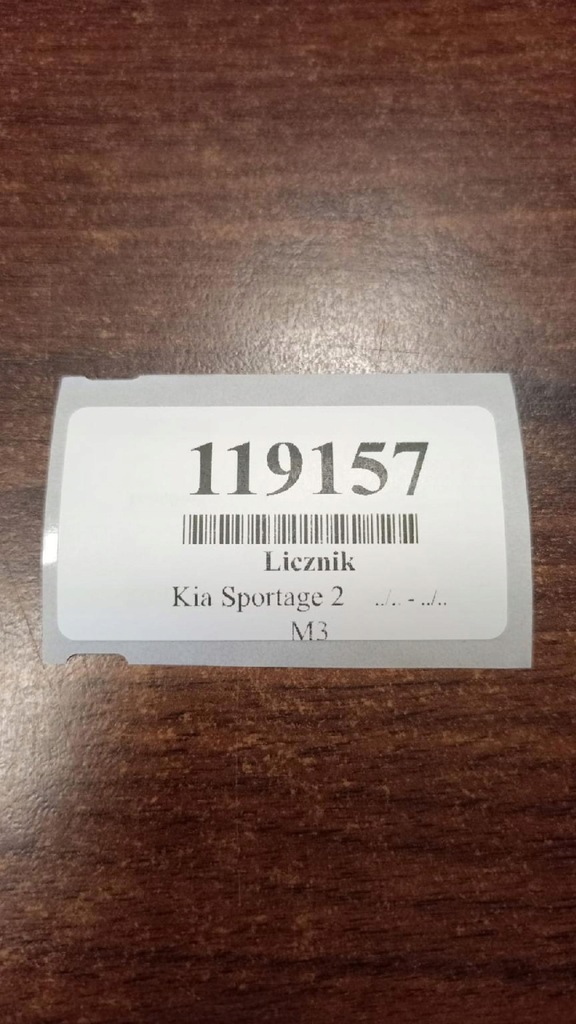 119157
Licznik
Kia Sportage 2 ../.. - ../..
M3